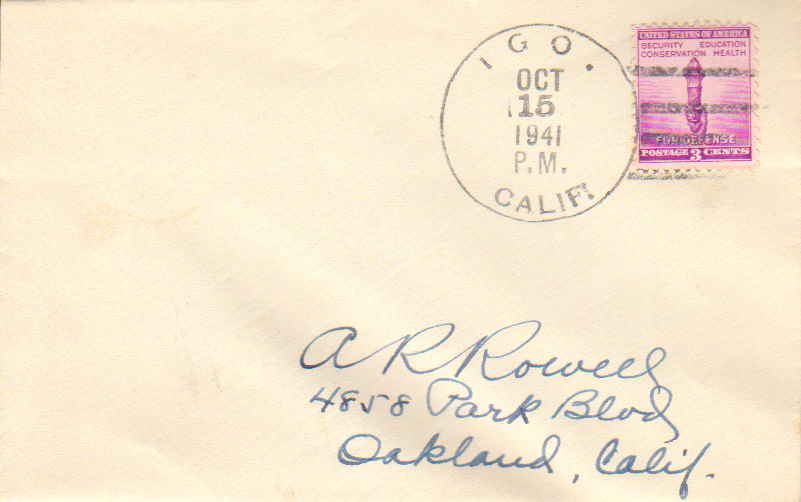 IGO.
OCT
15
1941
P.M.
CALIF.
UNITED STATES OF AMERICA
SECURITY EDUCATION
CONSERVATION HEALTH
FOR DEFENSE
POSTAGE 3 CENTS
A R Rowell
4858 Park Blvd
Oakland, Calif.